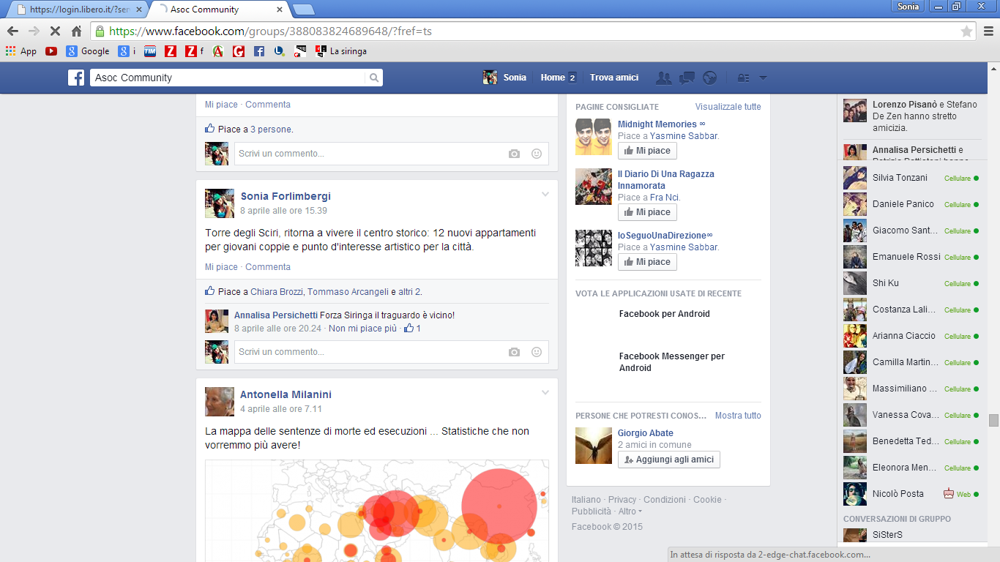 https://login.libero.it/?ser
Asoc Community
Sonia
https://www.facebook.com/groups/388083824689648/?fref=ts
App
Google
i
TIM
Z
Z f
La siringa
Asoc Community
Sonia
Home 2
Trova amici
Mi piace · Commenta
Piace a 3 persone.
Scrivi un commento...
Sonia Forlimbergi
8 aprile alle ore 15.39
Torre degli Sciri, ritorna a vivere il centro storico: 12 nuovi appartamenti
per giovani coppie e punto d'interesse artistico per la città.
Mi piace · Commenta
Piace a Chiara Brozzi, Tommaso Arcangeli e altri 2.
Annalisa Persichetti Forza Siringa il traguardo è vicino!
8 aprile alle ore 20.24 · Non mi piace più · 1
Scrivi un commento...
Antonella Milanini
4 aprile alle ore 7.11
La mappa delle sentenze di morte ed esecuzioni ... Statistiche che non
vorremmo più avere!
PAGINE CONSIGLIATE
Visualizzale tutte
Midnight Memories ∞
Piace a Yasmine Sabbar.
Mi piace
Il Diario Di Una Ragazza
Innamorata
Piace a Fra Nci.
Mi piace
IoSeguoUnaDirezione∞
Piace a Yasmine Sabbar.
Mi piace
VOTA LE APPLICAZIONI USATE DI RECENTE
Facebook per Android
Facebook Messenger per
Android
PERSONE CHE POTRESTI CONOS...
Mostra tutto
Giorgio Abate
2 amici in comune
Aggiungi agli amici
Italiano · Privacy · Condizioni · Cookie ·
Pubblicità · Altro
Facebook © 2015
Lorenzo Pisanò e Stefano
De Zen hanno stretto
amicizia.
Annalisa Persichetti e
Silvia Tonzani Cellulare
Daniele Panico Cellulare
Giacomo Sant... Cellulare
Emanuele Rossi Cellulare
Shi Ku Cellulare
Costanza Lali... Cellulare
Arianna Ciaccio Cellulare
Camilla Martin... Cellulare
Massimiliano ... Cellulare
Vanessa Cova... Cellulare
Benedetta Ted... Cellulare
Eleonora Men... Cellulare
Nicolò Posta Web
CONVERSAZIONI DI GRUPPO
SiSterS
In attesa di risposta da 2-edge-chat.facebook.com...